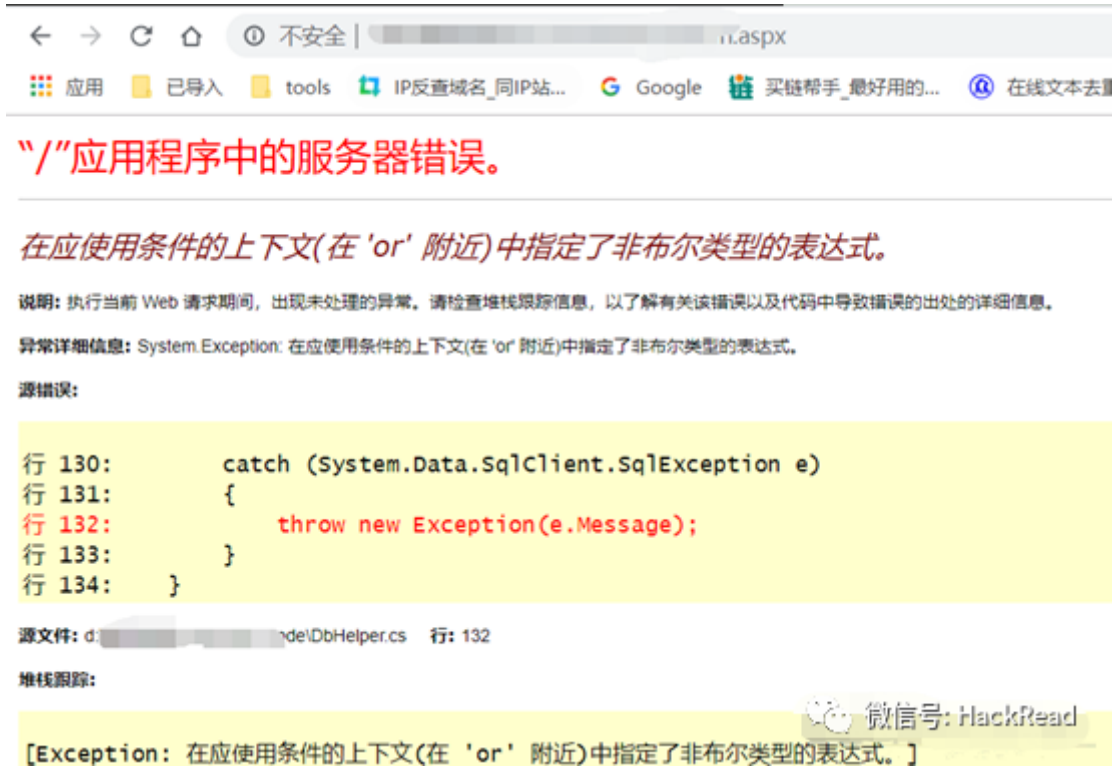 不安全 | .aspx
应用 已导入 tools IP反查域名_同IP站... Google 买链帮手_最好用的... 在线文本去重
“/”应用程序中的服务器错误。
在应使用条件的上下文(在 'or' 附近)中指定了非布尔类型的表达式。
说明: 执行当前 Web 请求期间，出现未处理的异常。请检查堆栈跟踪信息，以了解有关该错误以及代码中导致错误的出处的详细信息。
异常详细信息: System.Exception: 在应使用条件的上下文(在 'or' 附近)中指定了非布尔类型的表达式。
源错误:
行 130: catch (System.Data.SqlClient.SqlException e)
行 131: {
行 132: throw new Exception(e.Message);
行 133: }
行 134: }
源文件: d: ode\DbHelper.cs 行: 132
堆栈跟踪:
微信号: HackRead
[Exception: 在应使用条件的上下文(在 'or' 附近)中指定了非布尔类型的表达式。]